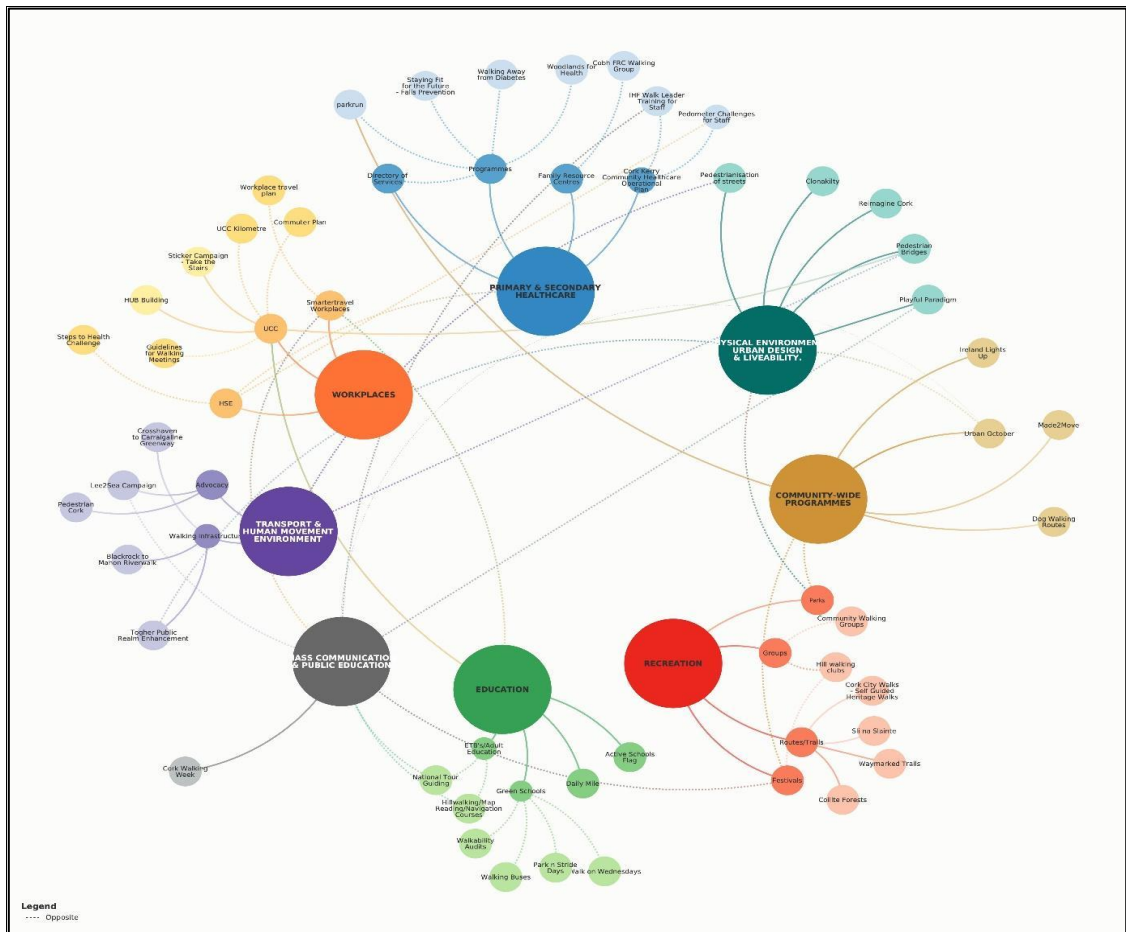 Woodlands for
Health
Cobh FRC Walking
Group
Walking Away
from Diabetes
Staying Fit
for the Future
– Falls Prevention
parkrun
IHF Walk Leader
Training for
Staff
Pedometer Challenges
for Staff
Directory of
Services
Programmes
Family Resource
Centres
Cork Kerry
Community Healthcare
Operational
Plan
Pedestrianisation
of streets
Clonakilty
Reimagine Cork
Pedestrian
Bridges
Playful Paradigm
Workplace travel
plan
UCC Kilometre
Commuter Plan
Sticker Campaign
- Take the
Stairs
HUB Building
Steps to Health
Challenge
Guidelines
for Walking
Meetings
UCC
Smartertravel
Workplaces
HSE
PRIMARY & SECONDARY
HEALTHCARE
YSICAL ENVIRONMEN
URBAN DESIGN
& LIVEABILITY.
WORKPLACES
Ireland Lights
Up
Urban October
Made2Move
Dog Walking
Routes
COMMUNITY-WIDE
PROGRAMMES
Crosshaven
to Carraigaline
Greenway
Lee2Sea Campaign
Advocacy
Pedestrian
Cork
Walking Infrastructur
Blackrock to
Mahon Riverwalk
Togher Public
Realm Enhancement
TRANSPORT &
HUMAN MOVEMENT
ENVIRONMENT
ASS COMMUNICATIO
& PUBLIC EDUCATION
EDUCATION
RECREATION
Parks
Community Walking
Groups
Groups
Hill walking
clubs
Cork City Walks
- Self Guided
Heritage Walks
Sli na Slainte
Routes/Trails
Waymarked Trails
Festivals
Coillte Forests
Cork Walking
Week
ETB's/Adult
Education
National Tour
Guiding
Hillwalking/Map
Reading/Navigation
Courses
Green Schools
Daily Mile
Active Schools
Flag
Walkability
Audits
Walking Buses
Park n Stride
Days
alk on Wednesdays
Legend
---- Opposite